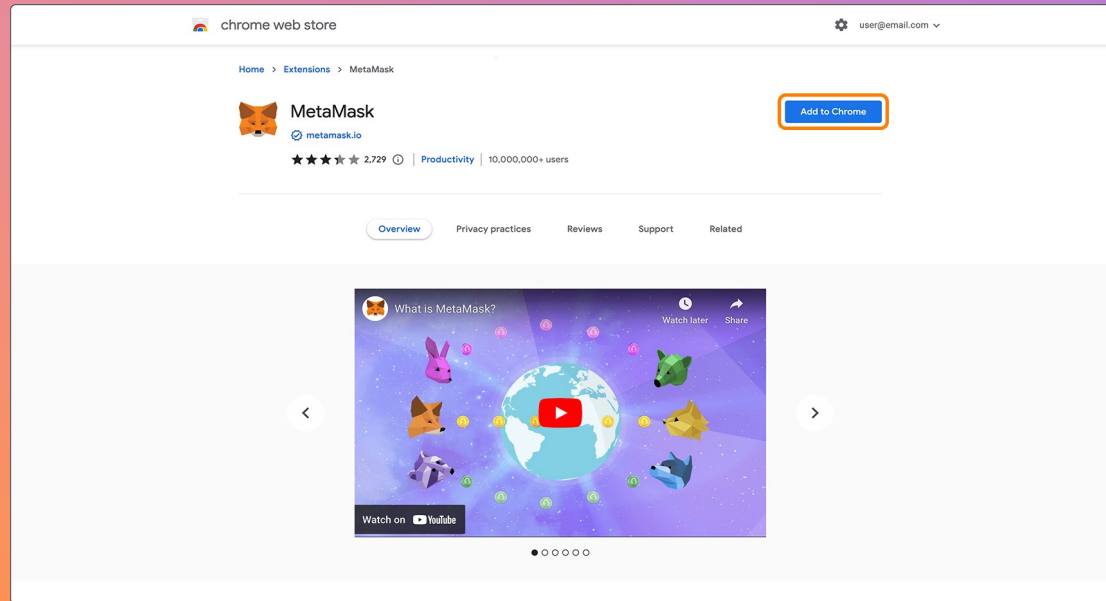 chrome web store
user@email.com
Home > Extensions > MetaMask
MetaMask
Add to Chrome
metamask.io
2,729 | Productivity | 10,000,000+ users
Overview Privacy practices Reviews Support Related
What is MetaMask?
Watch later Share
Watch on YouTube